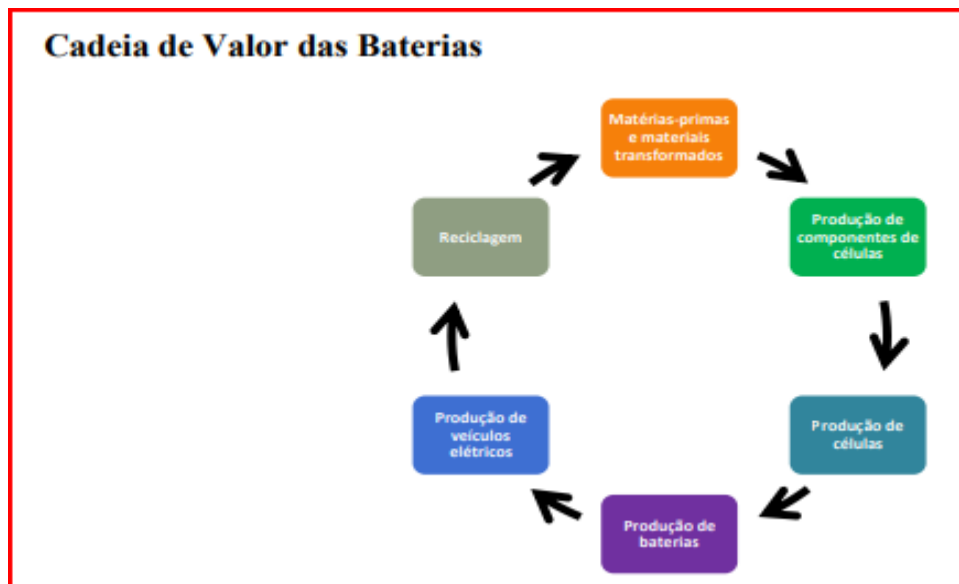 Cadeia de Valor das Baterias
Matérias-primas
e materiais
transformados
Produção de
componentes de
células
Produção de
células
Produção de
baterias
Produção de
veículos
elétricos
Reciclagem